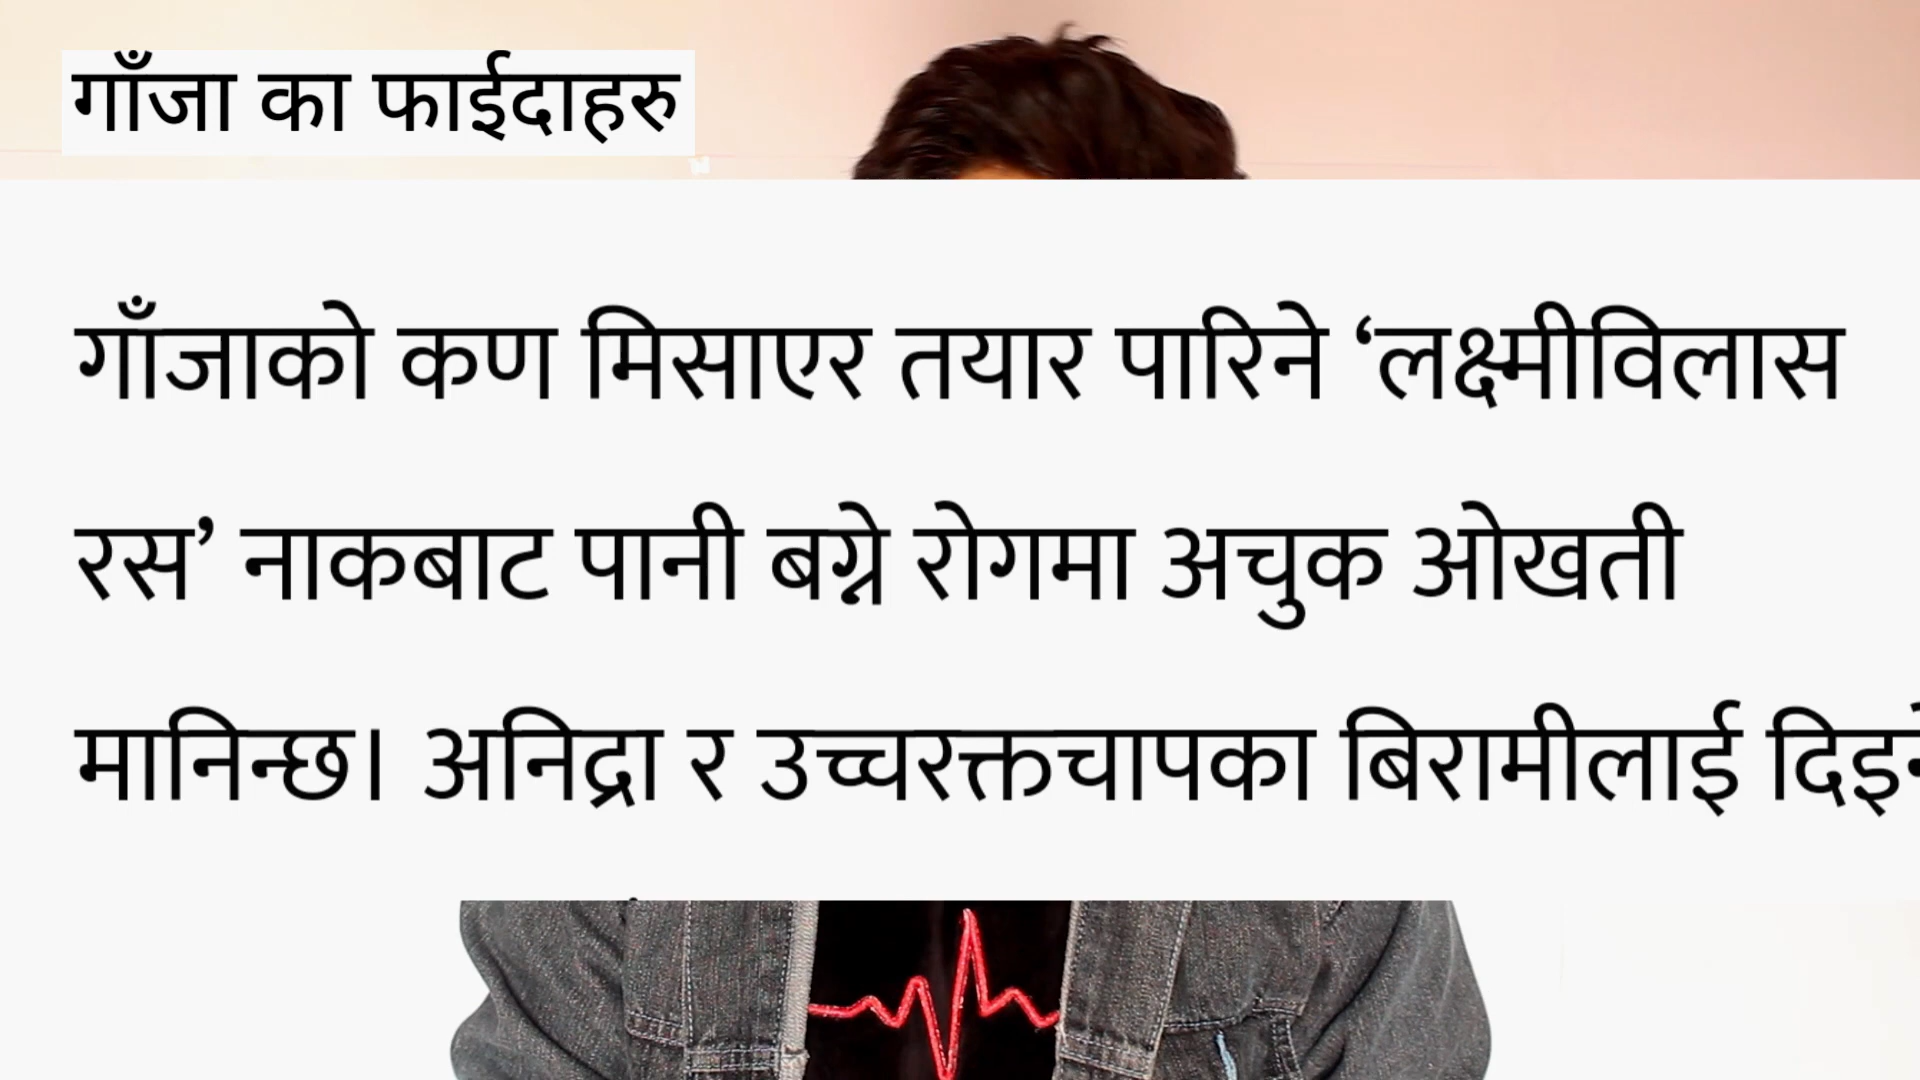 गाँजा का फाईदाहरु
गाँजाको कण मिसाएर तयार पारिने ‘लक्ष्मीविलास
रस’ नाकबाट पानी बग्ने रोगमा अचुक ओखती
मानिन्छ। अनिद्रा र उच्चरक्तचापका बिरामीलाई